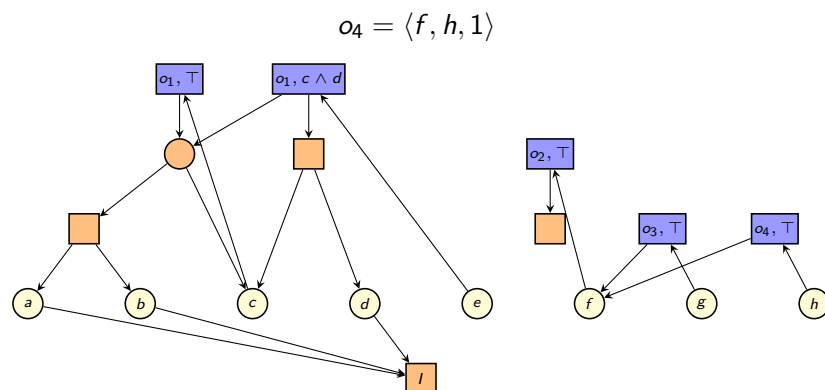 o₄ = ⟨f, h, 1⟩
o₁, ⊤
o₁, c ∧ d
o₂, ⊤
o₃, ⊤
o₄, ⊤
a
b
c
d
e
f
g
h
I